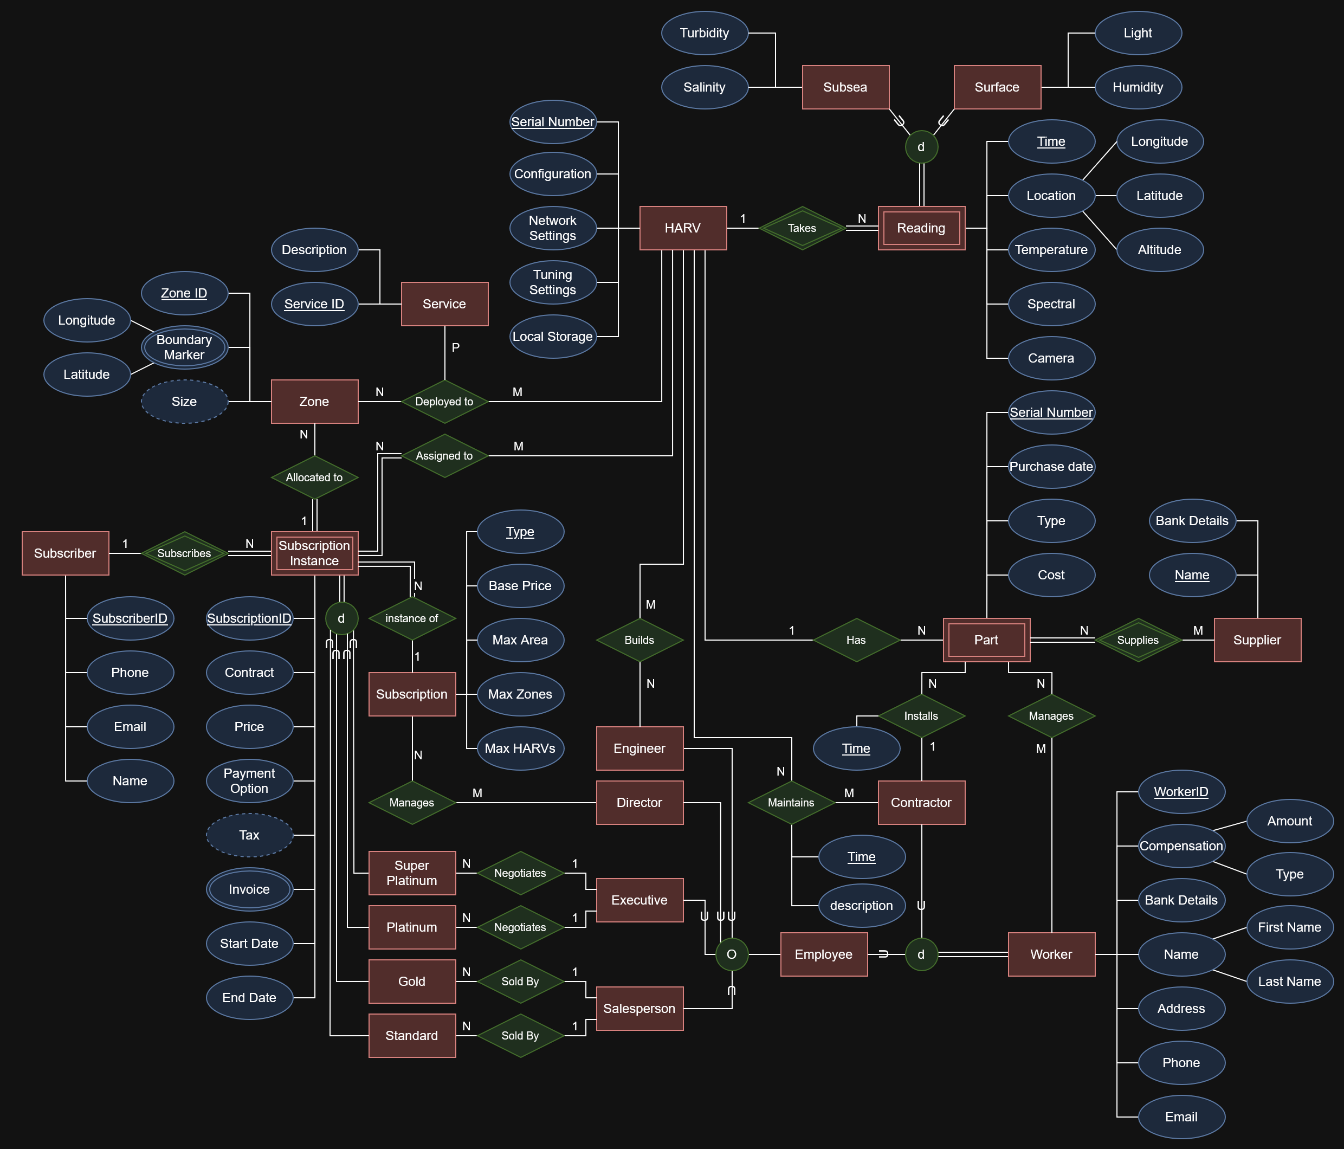 Turbidity
Light
Subsea
Surface
Salinity
Humidity
U
U
Serial Number
d
Time
Longitude
Configuration
Location
Latitude
Network
Settings
HARV
1
Takes
N
Reading
Description
Temperature
Altitude
Tuning
Settings
Zone ID
Service ID
Service
Spectral
Longitude
Local Storage
Boundary
Marker
P
Camera
Latitude
Size
Zone
N
Deployed to
M
Serial Number
N
N
Assigned to
M
Purchase date
Allocated to
1
Type
Bank Details
Type
Subscriber
1
Subscribes
N
Subscription
Instance
Base Price
Cost
Name
N
M
SubscriberID
SubscriptionID
d
instance of
U
U
U
U
Max Area
Builds
1
Has
N
Part
N
Supplies
M
Supplier
1
Phone
Contract
N
N
N
Subscription
Max Zones
Installs
Manages
Email
Price
1
M
Time
N
Max HARVs
Engineer
N
Name
Payment
Option
Manages
M
Director
Maintains
M
Contractor
WorkerID
Amount
Tax
Compensation
Time
Super
Platinum
N
Negotiates
1
Type
Invoice
Executive
description
Bank Details
U
U
U
U
Platinum
N
Negotiates
1
First Name
Start Date
O
Employee
U
d
Worker
Name
Gold
N
Sold By
1
Last Name
U
End Date
Salesperson
Address
Standard
N
Sold By
1
Phone
Email